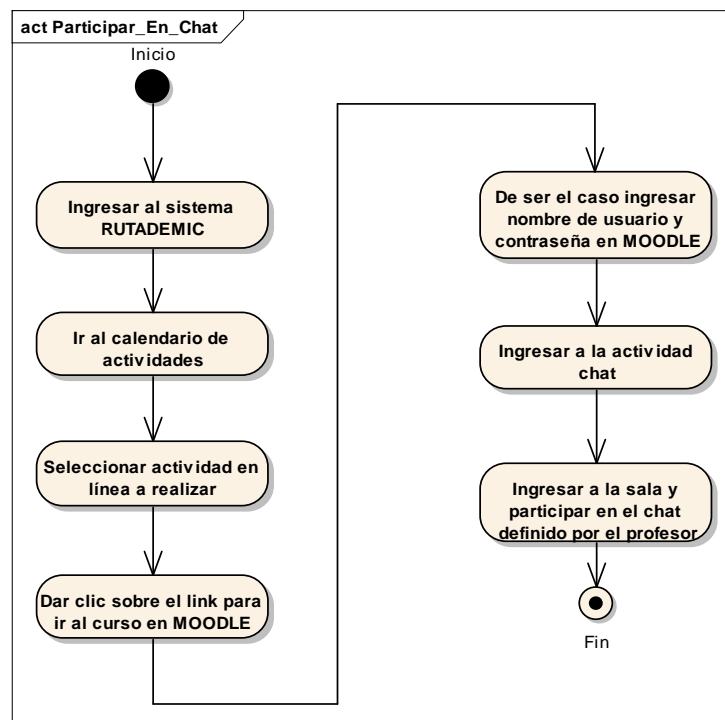 act Participar_En_Chat
Inicio
Ingresar al sistema
RUTADEMIC
Ir al calendario de
actividades
Seleccionar actividad en
línea a realizar
Dar clic sobre el link para
ir al curso en MOODLE
De ser el caso ingresar
nombre de usuario y
contraseña en MOODLE
Ingresar a la actividad
chat
Ingresar a la sala y
participar en el chat
definido por el profesor
Fin